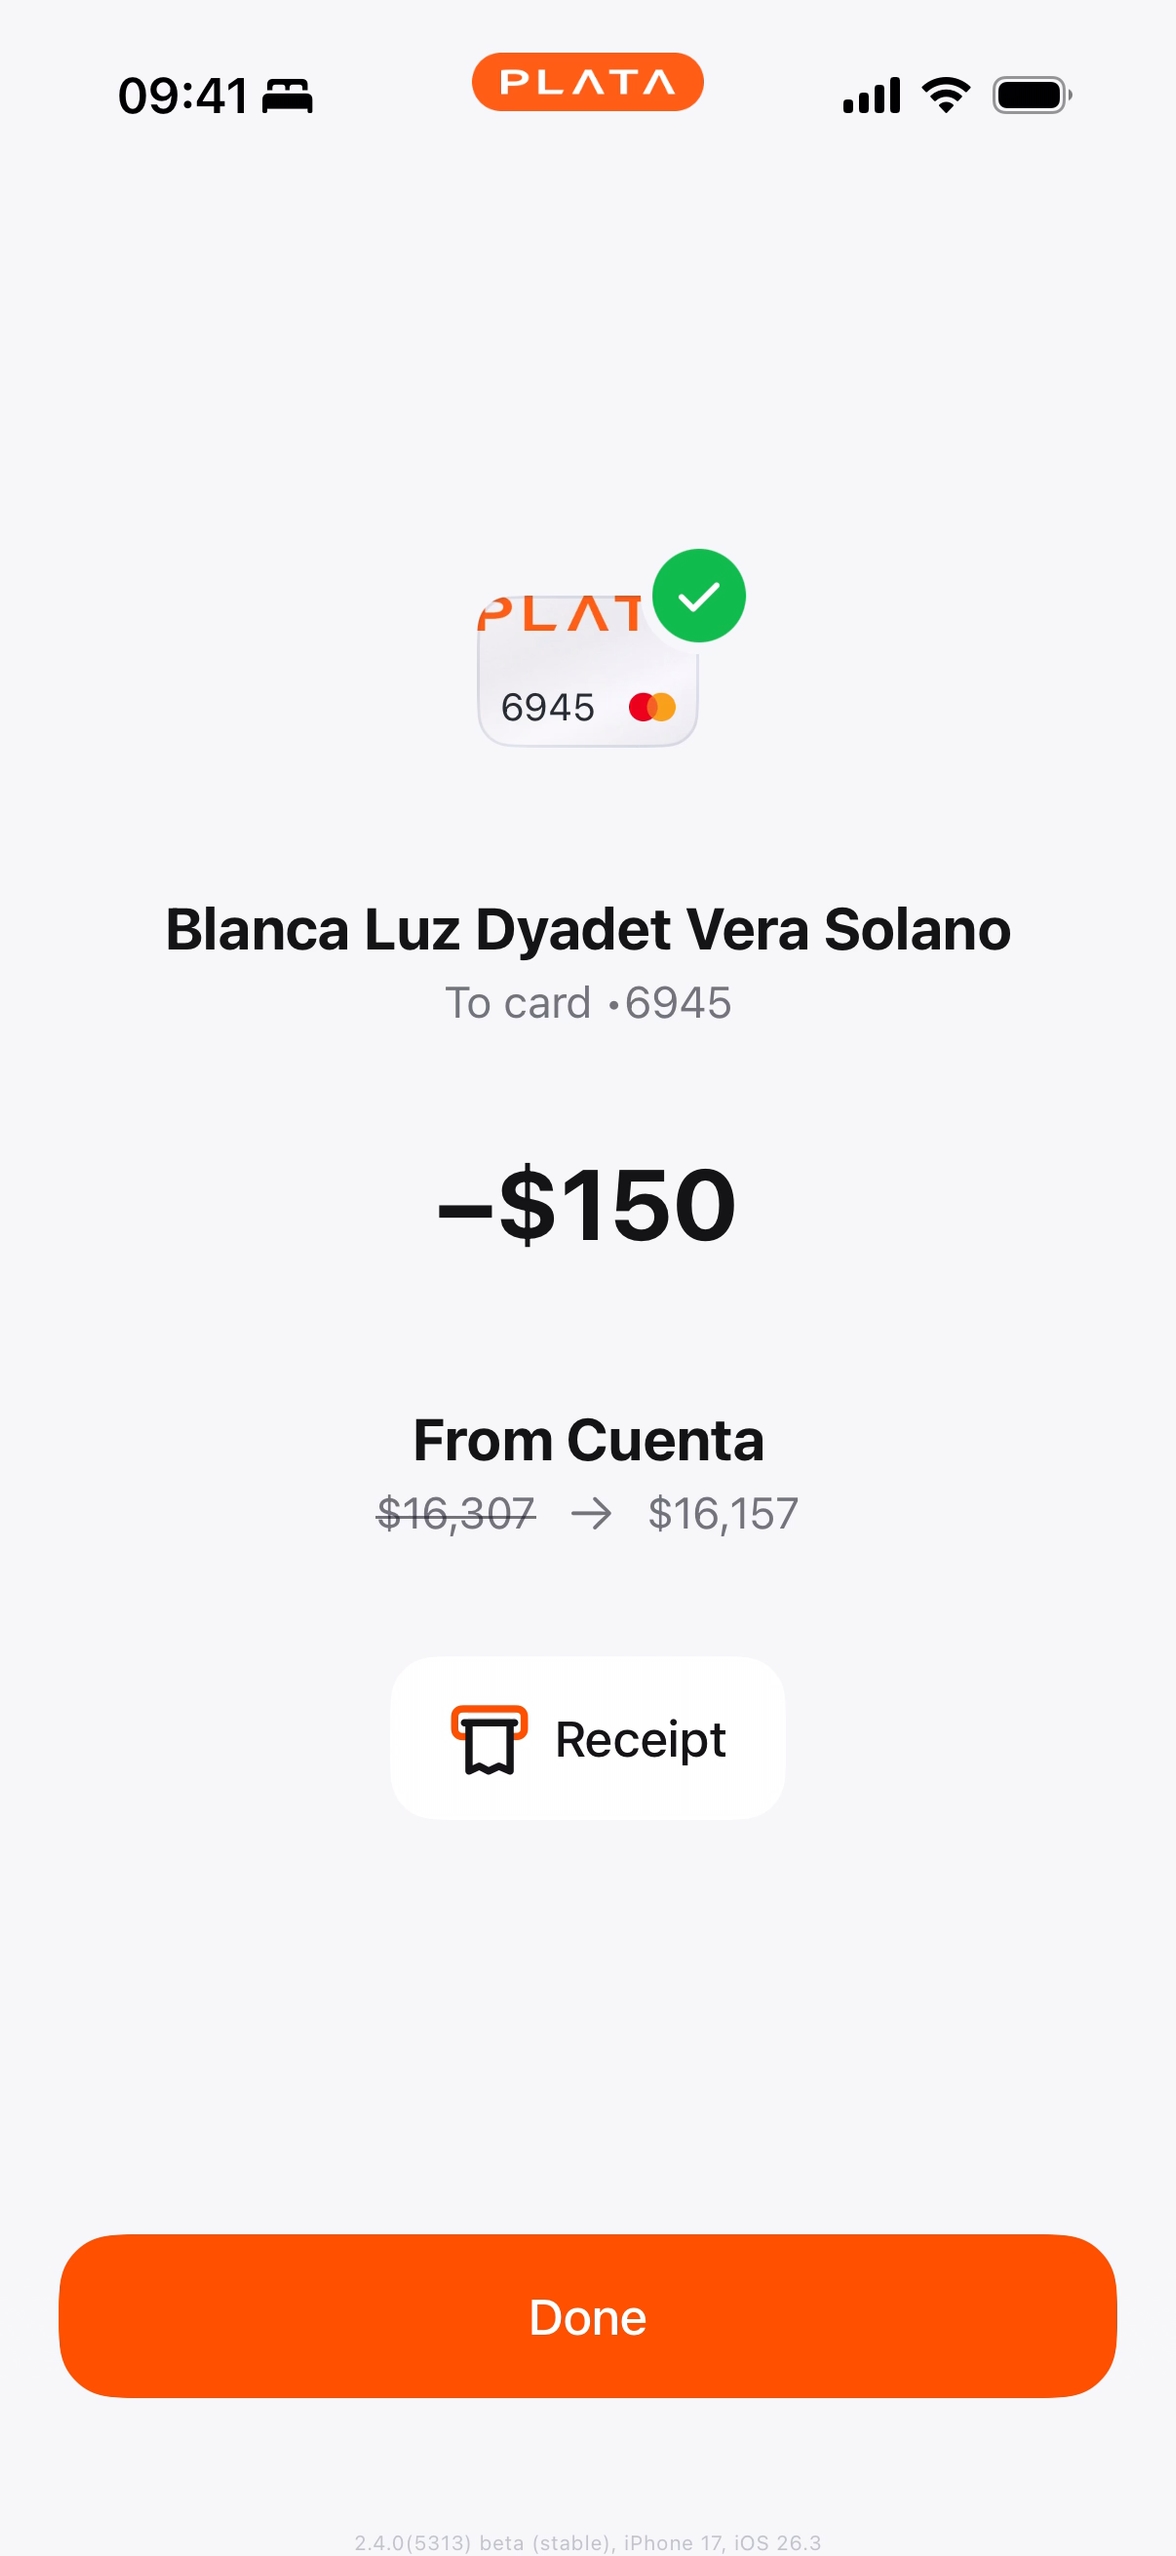 09:41
PLATA
PLAT
6945
Blanca Luz Dyadet Vera Solano
To card •6945
–$150
From Cuenta
$16,307 → $16,157
Receipt
Done
2.4.0(5313) beta (stable), iPhone 17, iOS 26.3